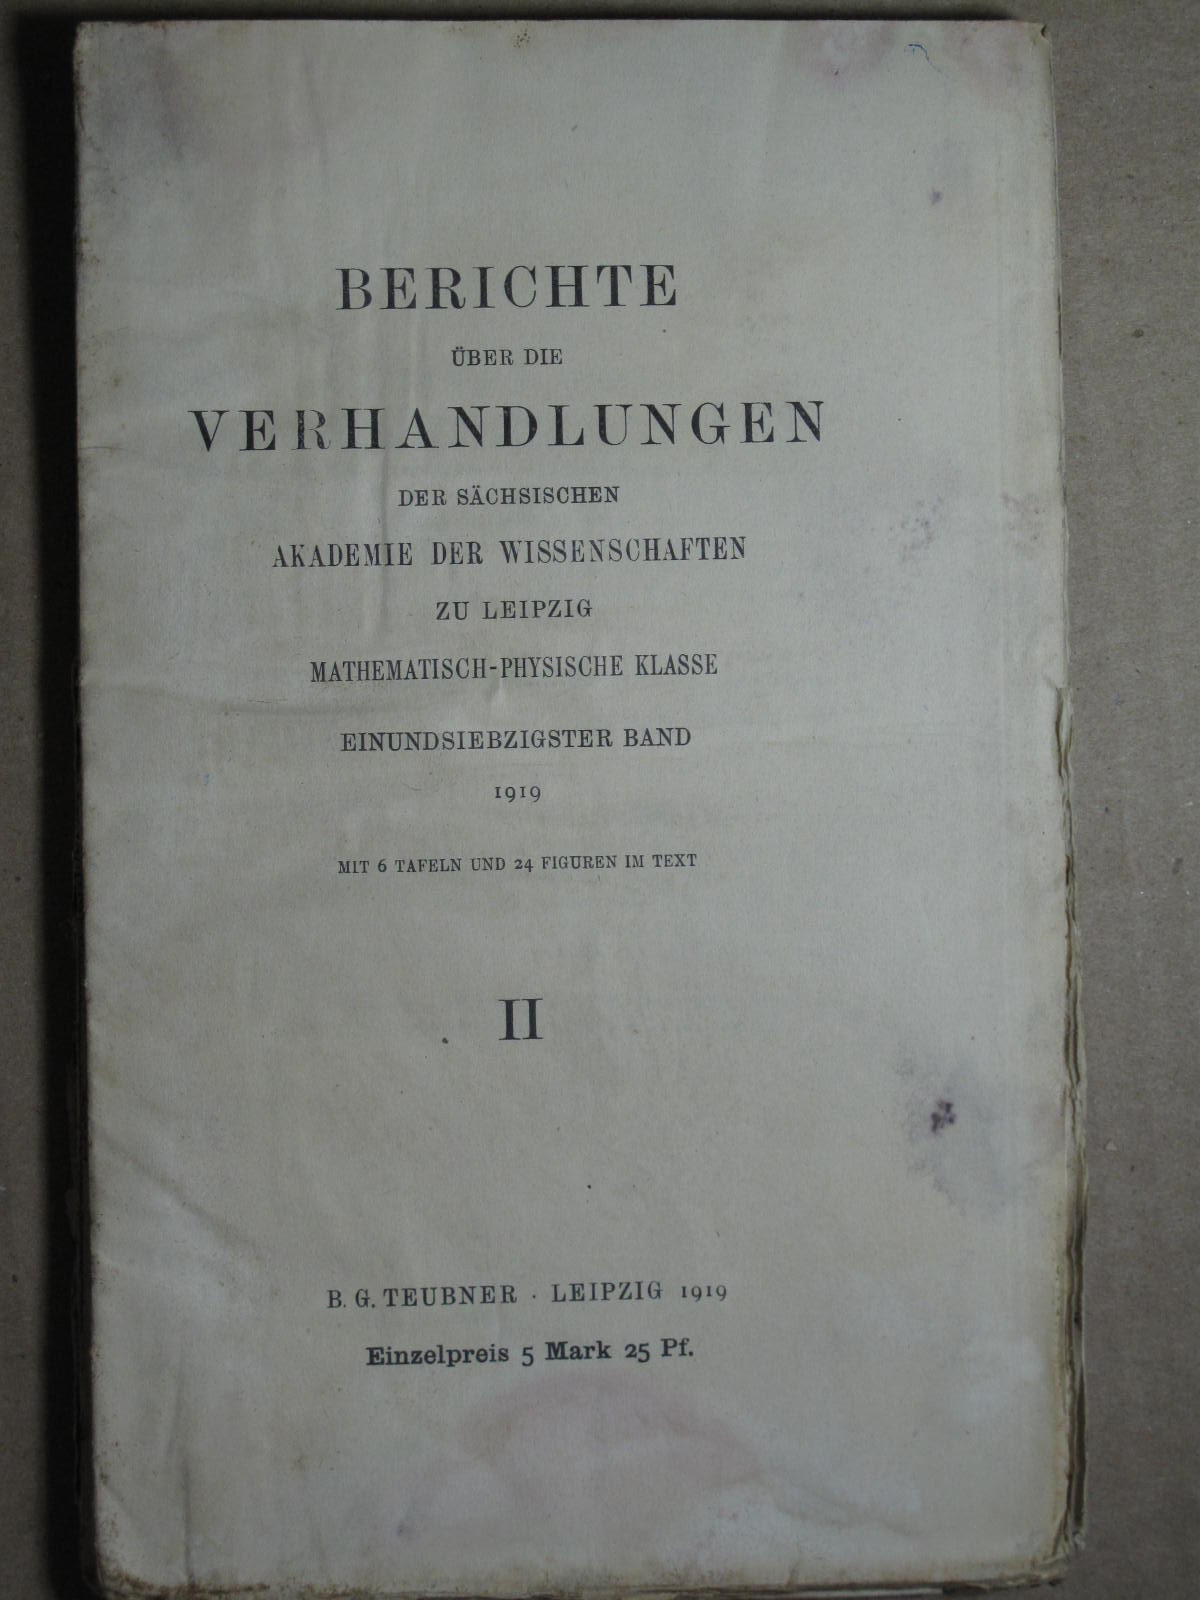 BERICHTE
ÜBER DIE
VERHANDLUNGEN
DER SÄCHSISCHEN
AKADEMIE DER WISSENSCHAFTEN
ZU LEIPZIG
MATHEMATISCH-PHYSISCHE KLASSE
EINUNDSIEBZIGSTER BAND
1919
MIT 6 TAFELN UND 24 FIGUREN IM TEXT
II
B. G. TEUBNER · LEIPZIG 1919
Einzelpreis 5 Mark 25 Pf.